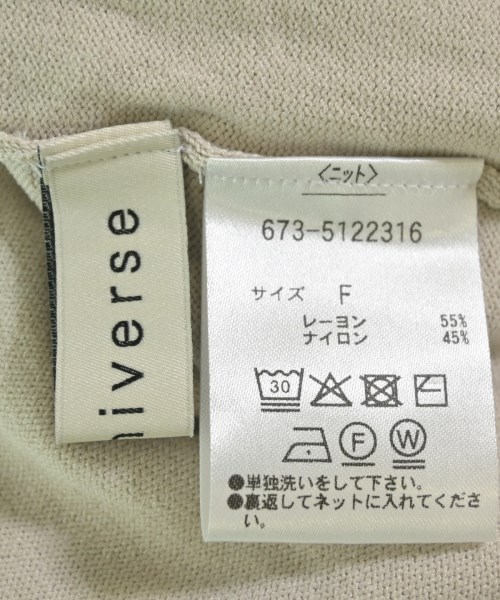 niverse
〈ニット〉
673-5122316
サイズ F
レーヨン 55%
ナイロン 45%
30
F W
●単独洗いをして下さい。
●裏返してネットに入れてくださ
い。